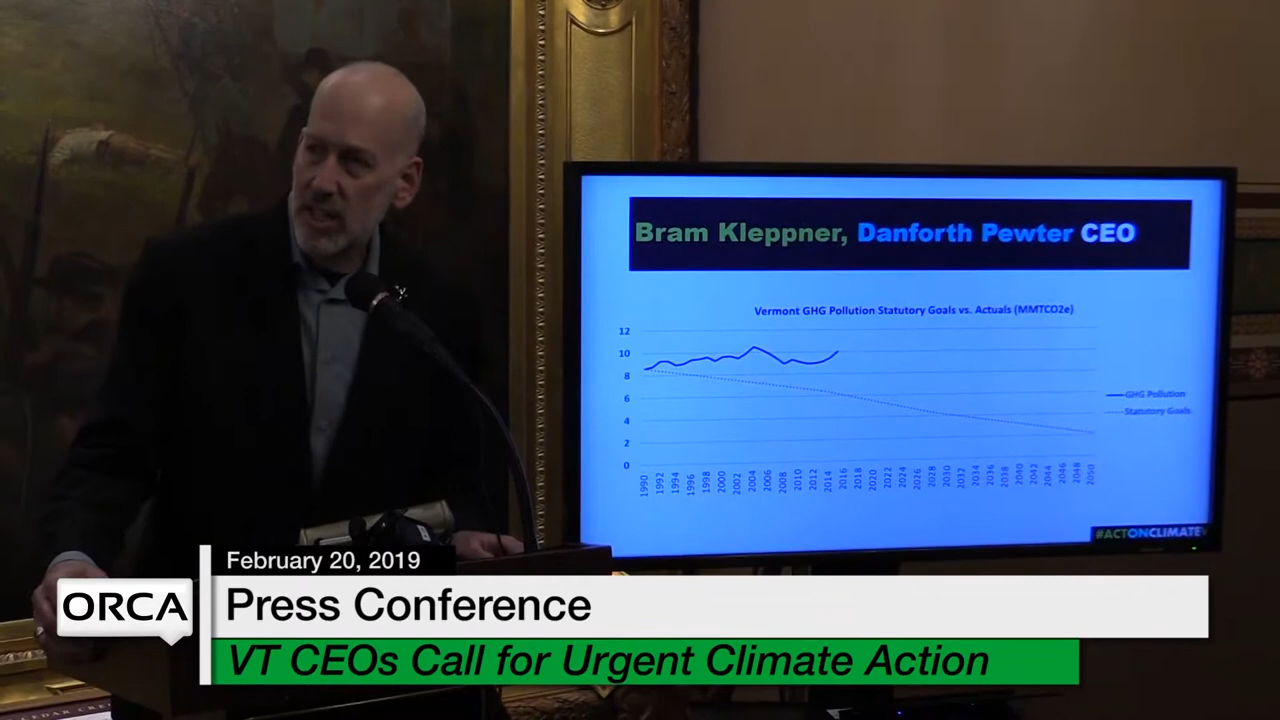 Bram Kleppner, Danforth Pewter CEO
Vermont GHG Pollution Statutory Goals vs. Actuals (MMTCO2e)
12
10
8
6
4
2
0
1990 1992 1994 1996 1998 2000 2002 2004 2006 2008 2010 2012 2014 2016 2018 2020 2022 2024 2026 2028 2030 2032 2034 2036 2038 2040 2042 2044 2046 2048 2050
GHG Pollution
Statutory Goals
#ACTONCLIMATE
February 20, 2019
ORCA
Press Conference
VT CEOs Call for Urgent Climate Action